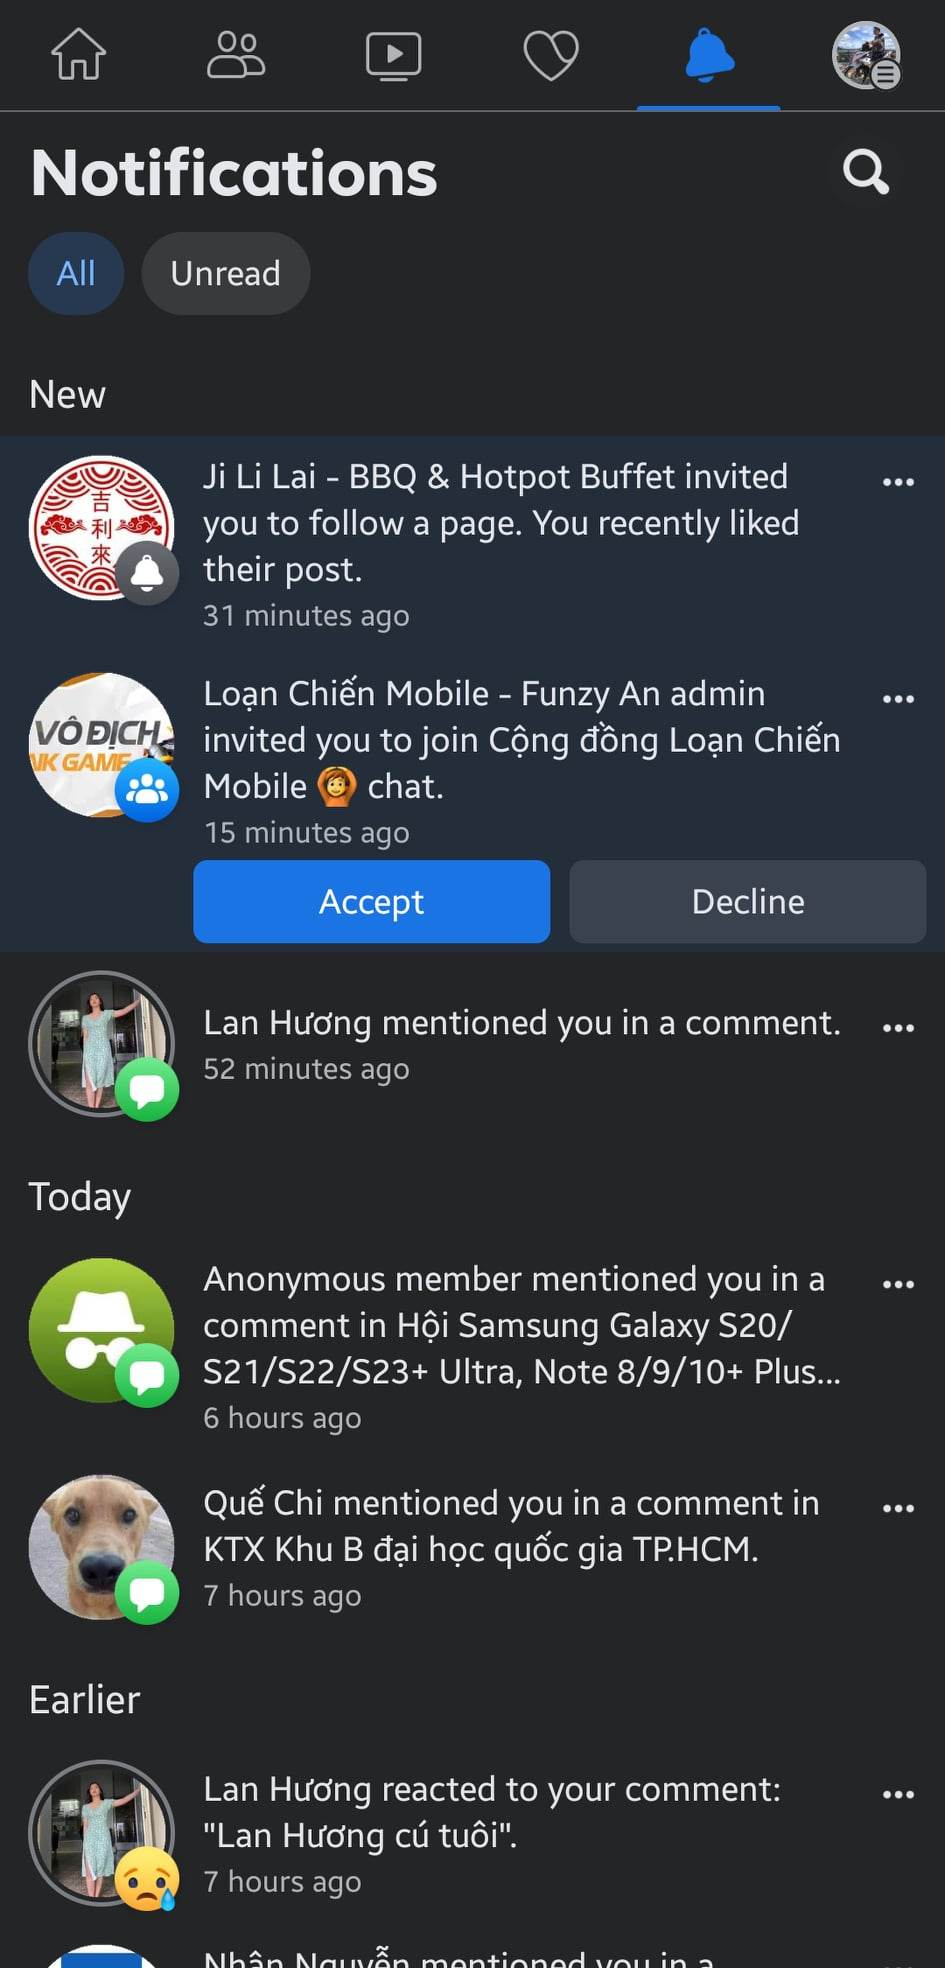 Notifications
All
Unread
New
吉
利
來
Ji Li Lai - BBQ & Hotpot Buffet invited
you to follow a page. You recently liked
their post.
31 minutes ago
VÔ ĐỊCH
NK GAME
Loạn Chiến Mobile - Funzy An admin
invited you to join Cộng đồng Loạn Chiến
Mobile 🙆 chat.
15 minutes ago
Accept
Decline
Lan Hương mentioned you in a comment.
52 minutes ago
Today
Anonymous member mentioned you in a
comment in Hội Samsung Galaxy S20/
S21/S22/S23+ Ultra, Note 8/9/10+ Plus...
6 hours ago
Quế Chi mentioned you in a comment in
KTX Khu B đại học quốc gia TP.HCM.
7 hours ago
Earlier
Lan Hương reacted to your comment:
"Lan Hương cú tuôi".
7 hours ago
Nhân Nguyễn mentioned you in a